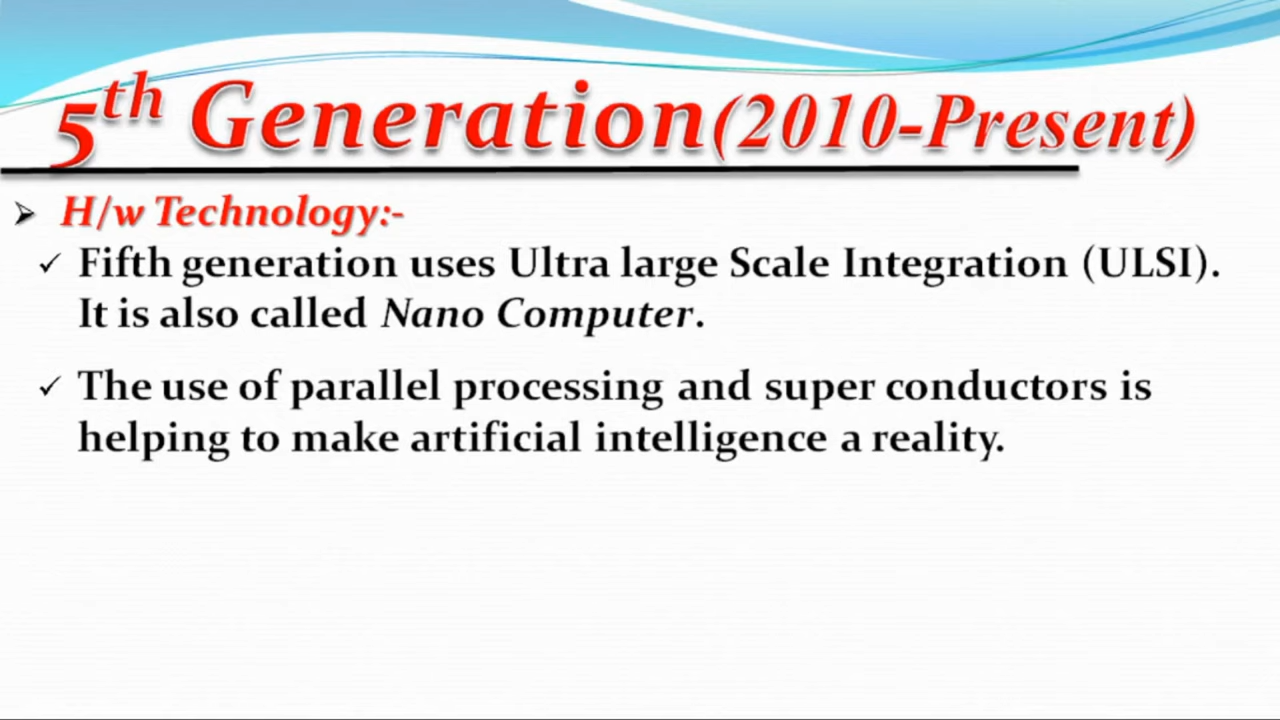 5th Generation(2010-Present)
H/w Technology:-
Fifth generation uses Ultra large Scale Integration (ULSI).
It is also called Nano Computer.
The use of parallel processing and super conductors is
helping to make artificial intelligence a reality.